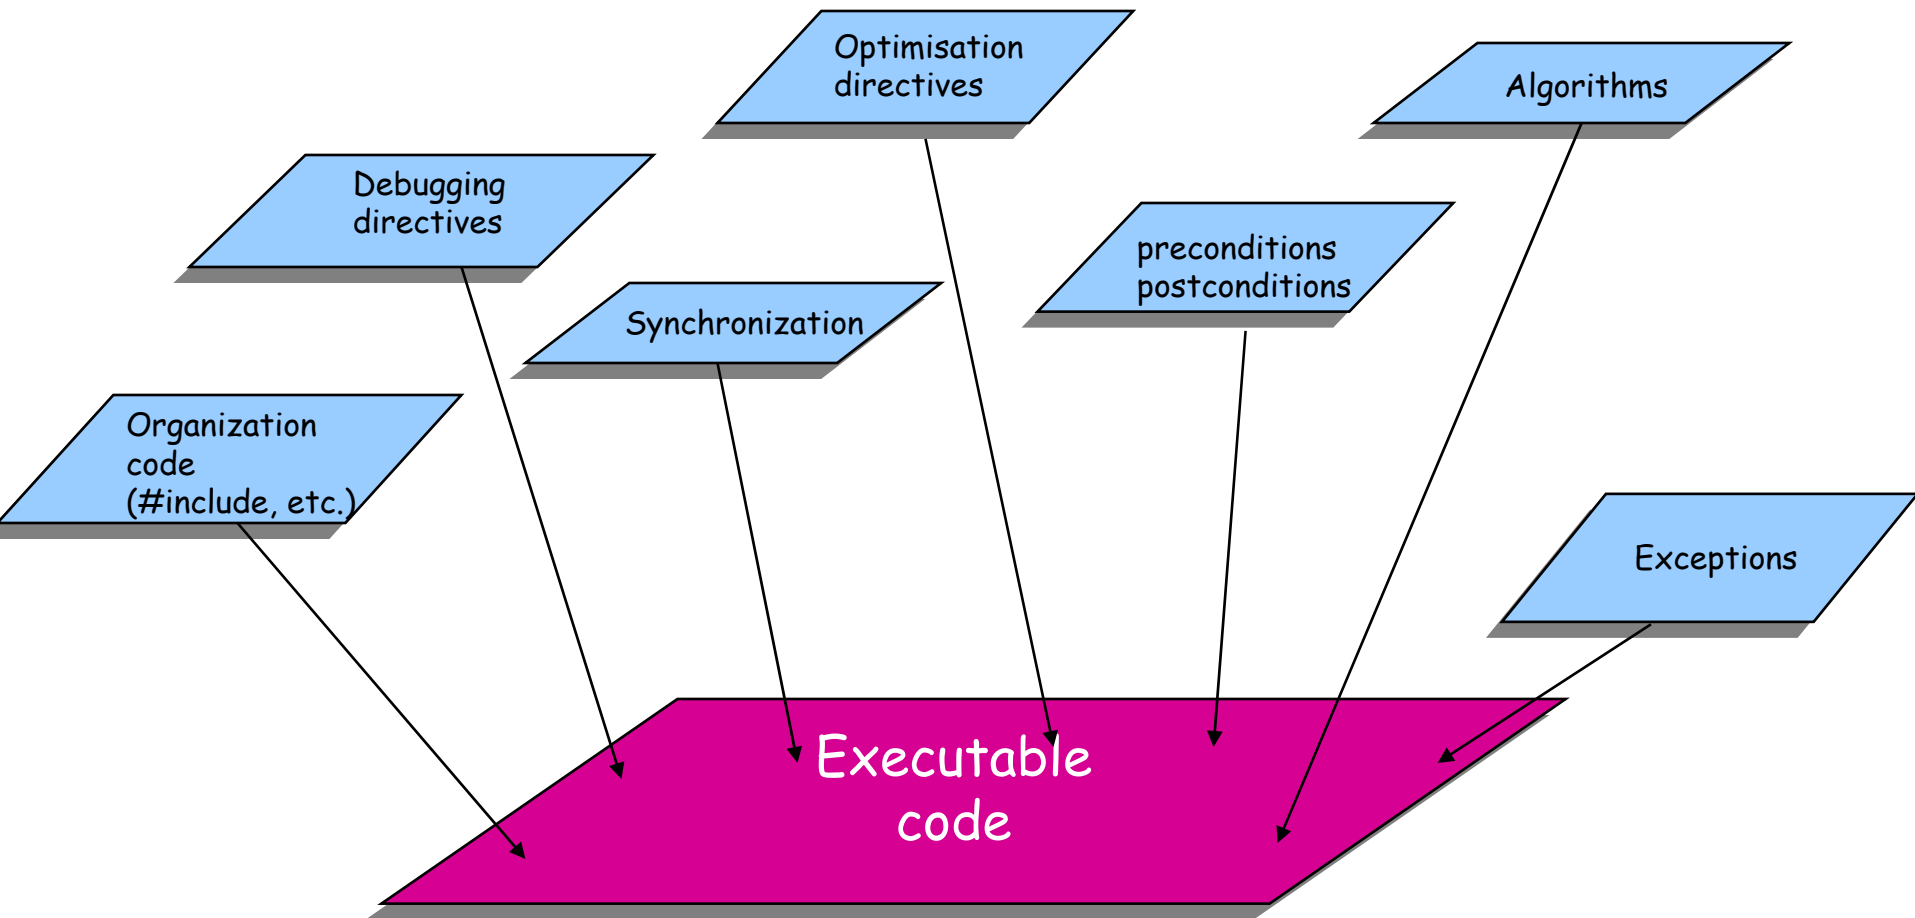 Optimisation
directives
Algorithms
Debugging
directives
preconditions
postconditions
Synchronization
Organization
code
(#include, etc.)
Exceptions
Executable
code